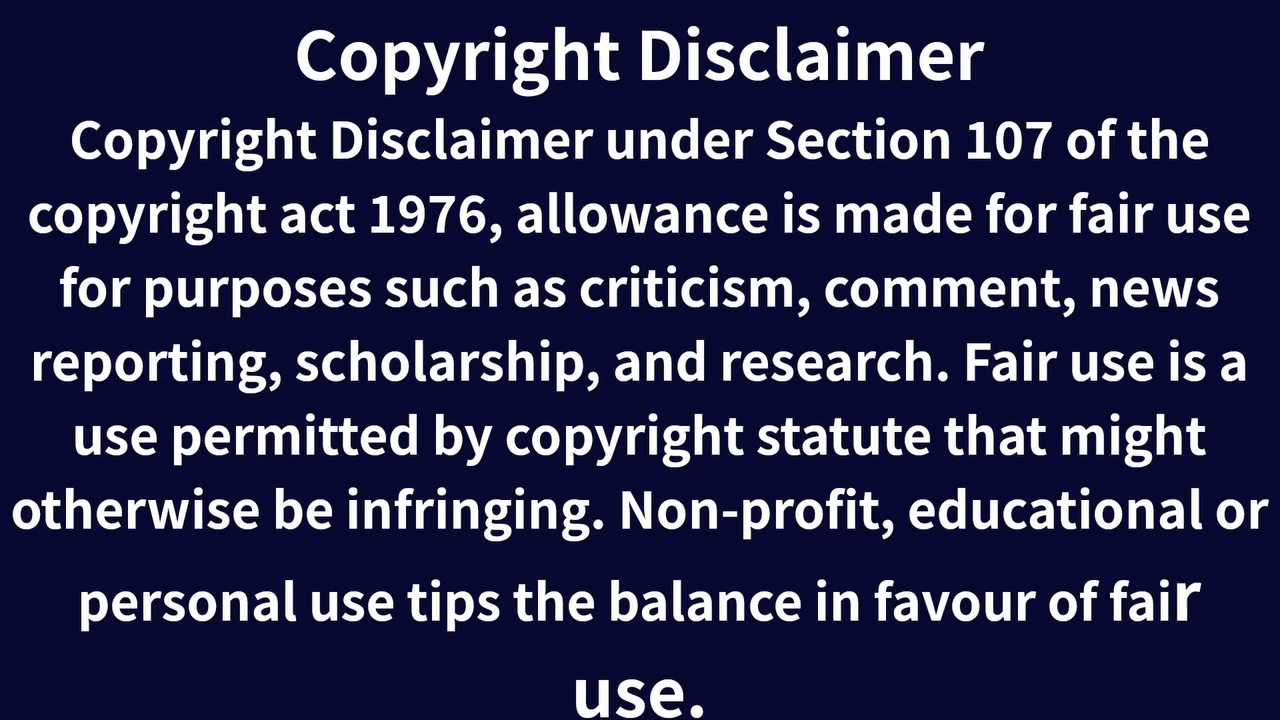 Copyright Disclaimer
Copyright Disclaimer under Section 107 of the
copyright act 1976, allowance is made for fair use
for purposes such as criticism, comment, news
reporting, scholarship, and research. Fair use is a
use permitted by copyright statute that might
otherwise be infringing. Non-profit, educational or
personal use tips the balance in favour of fair
use.